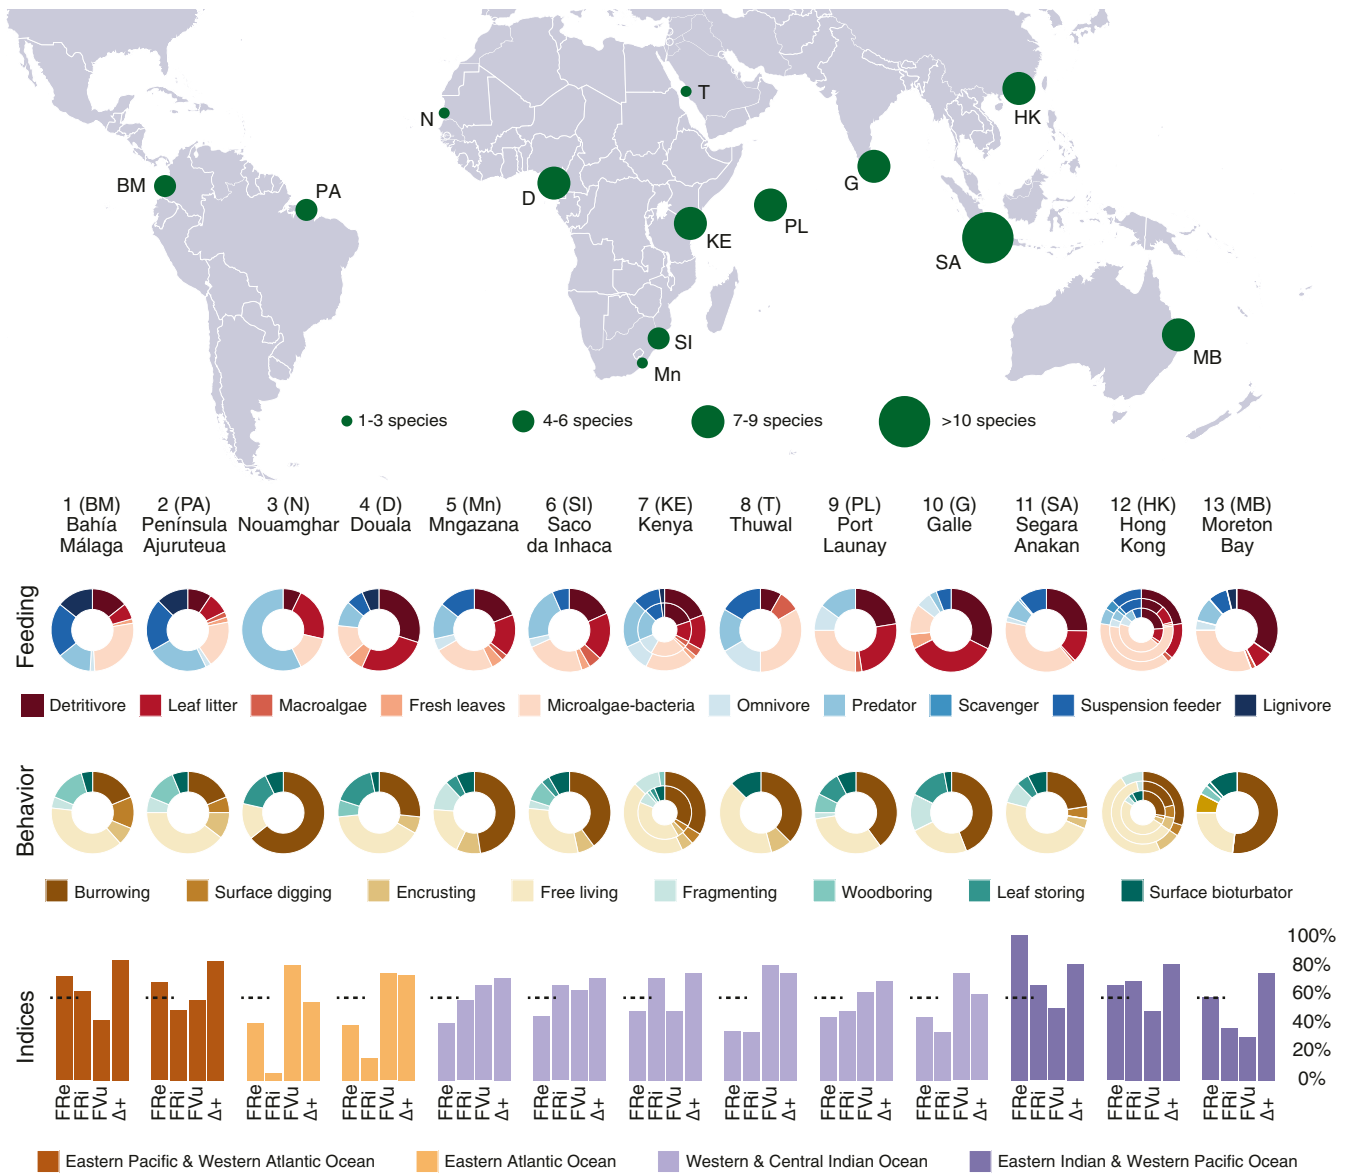 T
N
HK
BM
PA
D
G
KE
PL
SA
SI
Mn
MB
1-3 species
4-6 species
7-9 species
>10 species
1 (BM)
Bahía
Málaga
2 (PA)
Península
Ajuruteua
3 (N)
Nouamghar
4 (D)
Douala
5 (Mn)
Mngazana
6 (SI)
Saco
da Inhaca
7 (KE)
Kenya
8 (T)
Thuwal
9 (PL)
Port
Launay
10 (G)
Galle
11 (SA)
Segara
Anakan
12 (HK)
Hong
Kong
13 (MB)
Moreton
Bay
Feeding
Detritivore
Leaf litter
Macroalgae
Fresh leaves
Microalgae-bacteria
Omnivore
Predator
Scavenger
Suspension feeder
Lignivore
Behavior
Burrowing
Surface digging
Encrusting
Free living
Fragmenting
Woodboring
Leaf storing
Surface bioturbator
Indices
100%
80%
60%
40%
20%
0%
FRe FRi FVu Δ+
FRe FRi FVu Δ+
FRe FRi FVu Δ+
FRe FRi FVu Δ+
FRe FRi FVu Δ+
FRe FRi FVu Δ+
FRe FRi FVu Δ+
FRe FRi FVu Δ+
FRe FRi FVu Δ+
FRe FRi FVu Δ+
FRe FRi FVu Δ+
FRe FRi FVu Δ+
FRe FRi FVu Δ+
Eastern Pacific & Western Atlantic Ocean
Eastern Atlantic Ocean
Western & Central Indian Ocean
Eastern Indian & Western Pacific Ocean